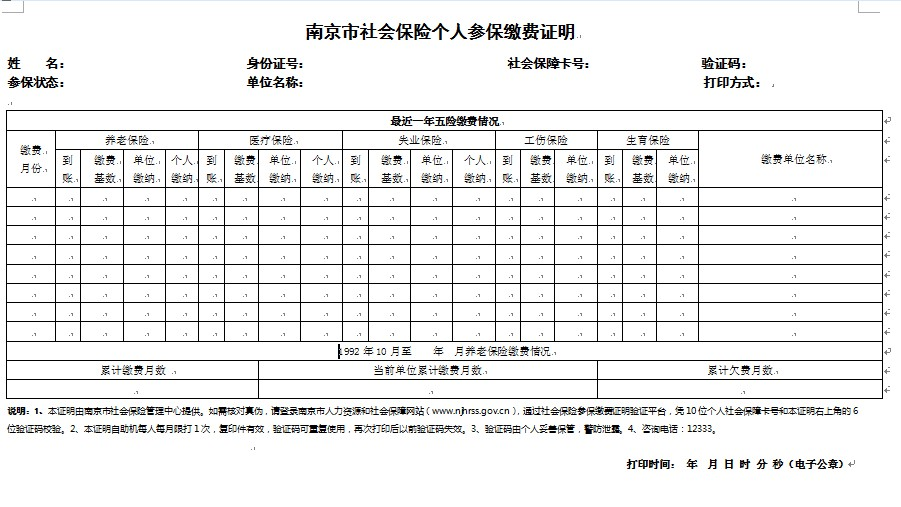 南京市社会保险个人参保缴费证明
姓 名： 身份证号： 社会保障卡号： 验证码：
参保状态： 单位名称： 打印方式：
最近一年五险缴费情况
缴费月份 养老保险 医疗保险 失业保险 工伤保险 生育保险 缴费单位名称
到账 缴费基数 单位缴纳 个人缴纳 到账 缴费基数 单位缴纳 个人缴纳 到账 缴费基数 单位缴纳 个人缴纳 到账 缴费基数 单位缴纳 到账 缴费基数 单位缴纳
1992 年 10 月至 年 月养老保险缴费情况
累计缴费月数 当前单位累计缴费月数 累计欠费月数
说明：1、本证明由南京市社会保险管理中心提供。如需核对真伪，请登录南京市人力资源和社会保障网站（www.njhrss.gov.cn），通过社会保险参保缴费证明验证平台，凭10位个人社会保障卡号和本证明右上角的6
位验证码校验。2、本证明自助机每人每月限打1次，复印件有效，验证码可重复使用，再次打印后以前验证码失效。3、验证码由个人妥善保管，警防泄露。4、咨询电话：12333。
打印时间： 年 月 日 时 分 秒（电子公章）